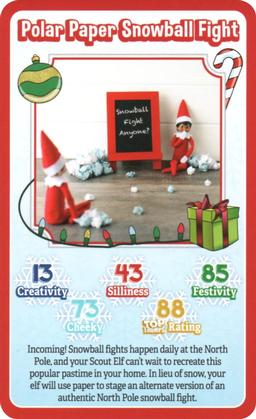 Polar Paper Snowball Fight
Snowball
Fight
Anyone?
13
Creativity
43
Silliness
85
Festivity
73
Cheeky
88
TOP TRUMPS Rating
Incoming! Snowball fights happen daily at the North
Pole, and your Scout Elf can't wait to recreate this
popular pastime in your home. In lieu of snow, your
elf will use paper to stage an alternate version of an
authentic North Pole snowball fight.